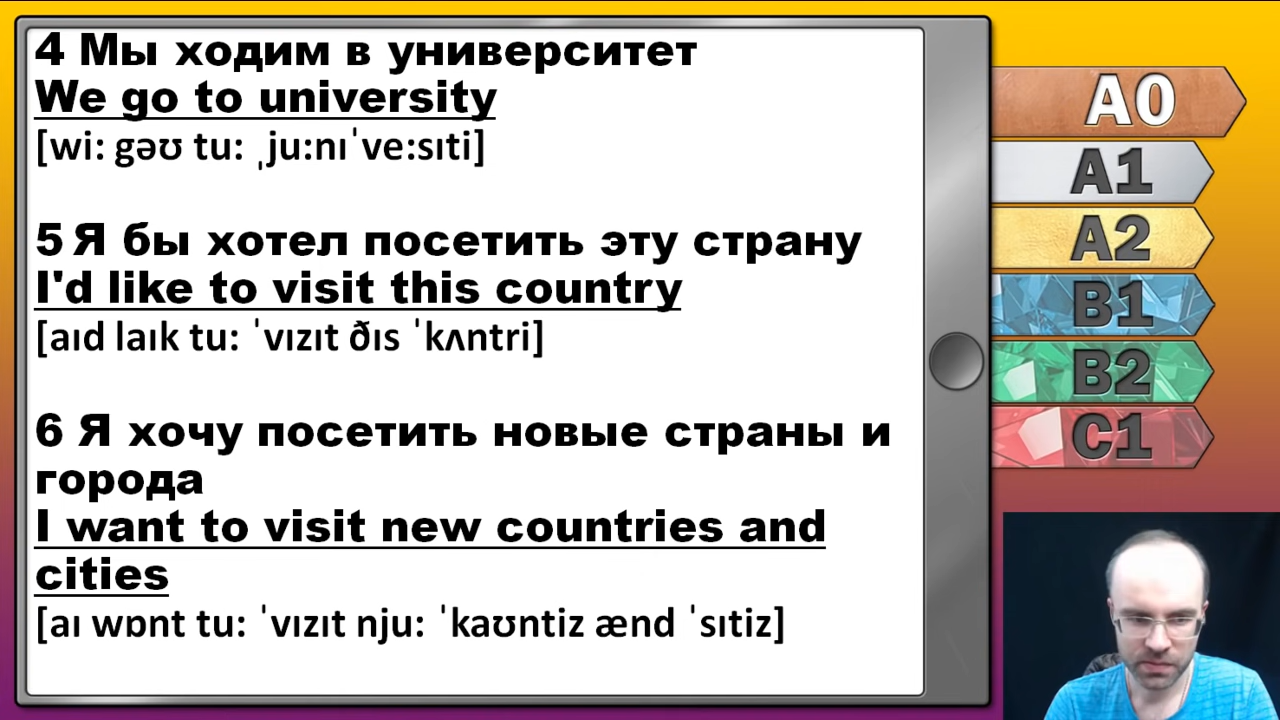 4 Мы ходим в университет
We go to university
[wi: gəʊ tu: ˌju:nɪˈve:sɪti]
5 Я бы хотел посетить эту страну
I'd like to visit this country
[aɪd laɪk tu: ˈvɪzɪt ðɪs ˈkʌntri]
6 Я хочу посетить новые страны и
города
I want to visit new countries and
cities
[aɪ wɒnt tu: ˈvɪzɪt nju: ˈkaʊntiz ænd ˈsɪtiz]
A0
A1
A2
B1
B2
C1